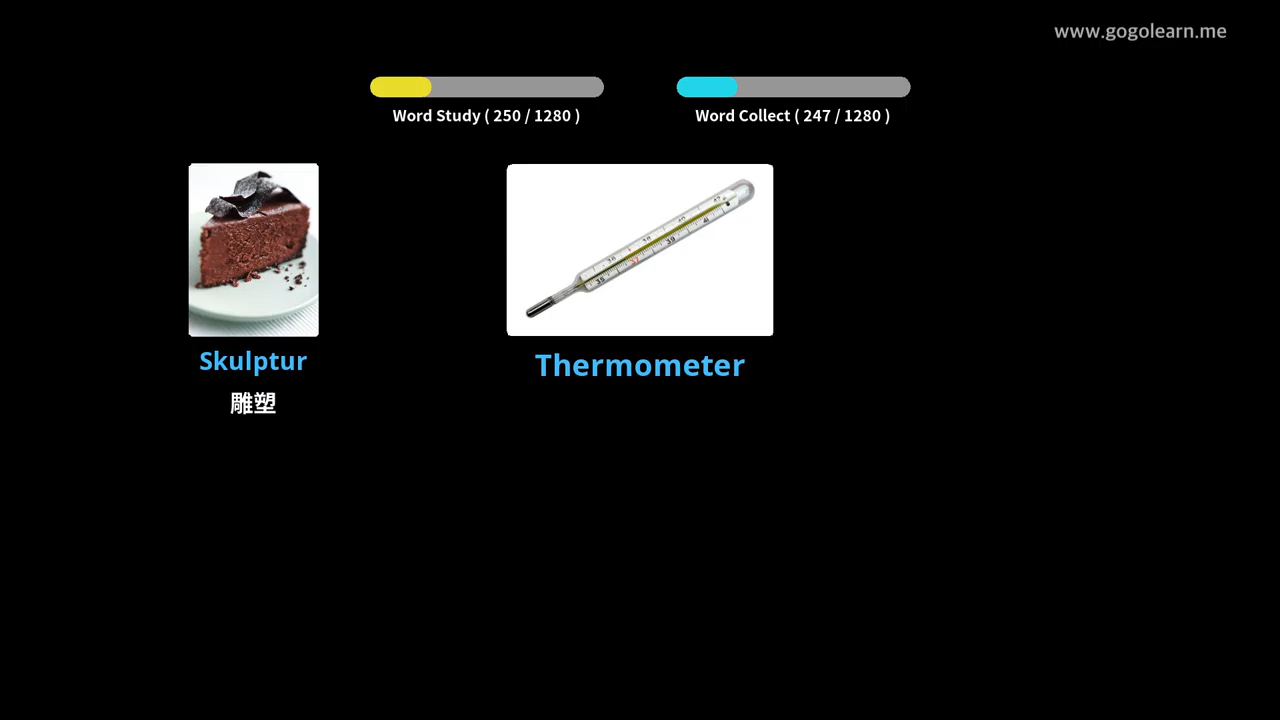 www.gogolearn.me
Word Study ( 250 / 1280 )
Word Collect ( 247 / 1280 )
Skulptur
雕塑
Thermometer